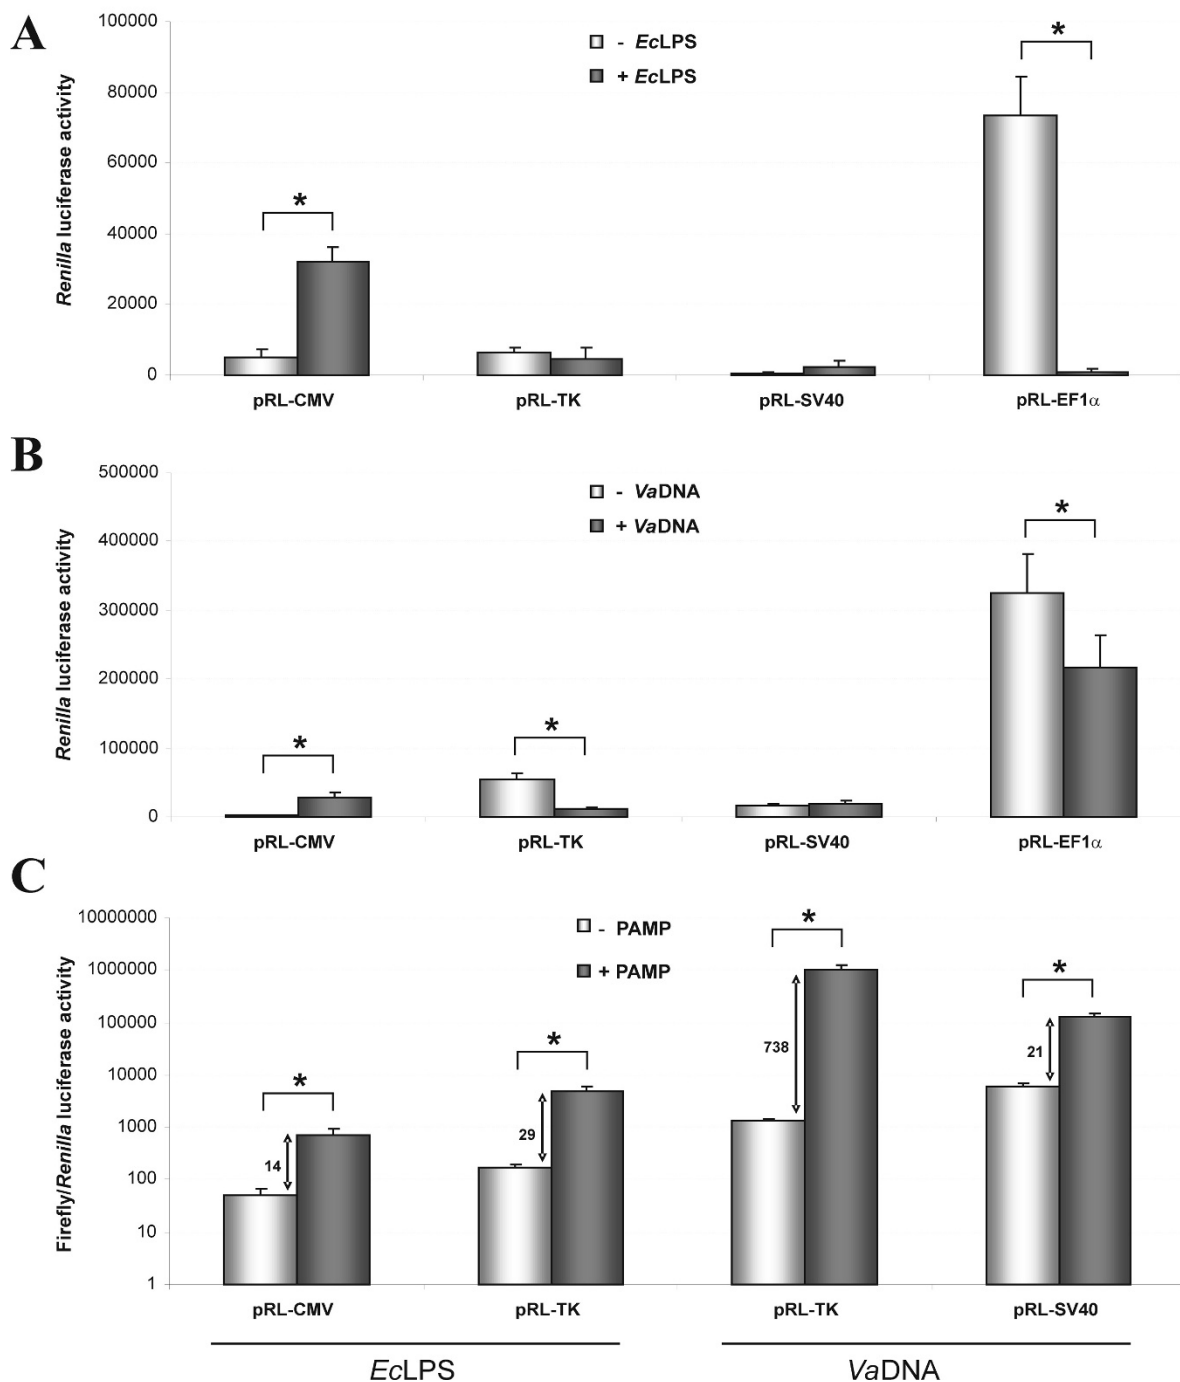 A
Renilla luciferase activity
100000
80000
60000
40000
20000
0
- EcLPS
+ EcLPS
*
*
pRL-CMV
pRL-TK
pRL-SV40
pRL-EF1α
B
Renilla luciferase activity
500000
400000
300000
200000
100000
0
- VaDNA
+ VaDNA
*
*
*
pRL-CMV
pRL-TK
pRL-SV40
pRL-EF1α
C
Firefly/Renilla luciferase activity
10000000
1000000
100000
10000
1000
100
10
1
- PAMP
+ PAMP
*
*
*
*
14
29
738
21
pRL-CMV
pRL-TK
pRL-TK
pRL-SV40
EcLPS
VaDNA